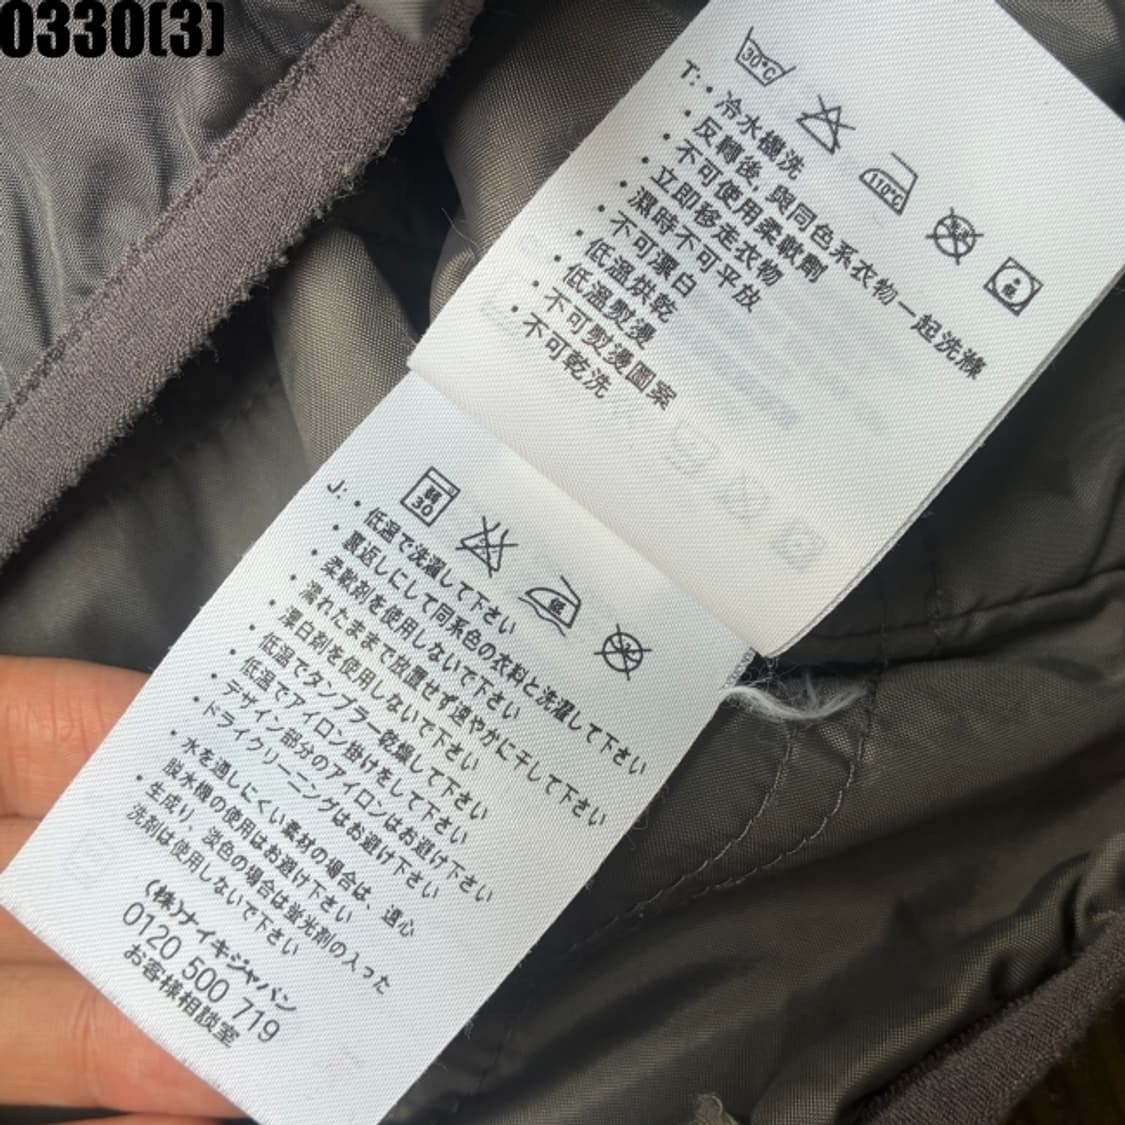 0330(3)
30°C
110°C
低
T: • 冷水機洗
• 反轉後, 與同色系衣物一起洗滌
• 不可使用柔軟劑
• 立即移走衣物
• 濕時不可平放
• 不可漂白
• 低溫烘乾
• 低溫熨燙
• 不可熨燙圖案
• 不可乾洗
弱
30
低
J: • 低温で洗濯して下さい
• 裏返しにして同系色の衣料と洗濯して下さい
• 柔軟剤を使用しないで下さい
• 濡れたままで放置せず速やかに干して下さい
• 漂白剤を使用しないで下さい
• 低温でタンブラー乾燥して下さい
• 低温でアイロン掛けをして下さい
• デザイン部分のアイロンはお避け下さい
• ドライクリーニングはお避け下さい
• 水を通しにくい素材の場合は、遠心
脱水機の使用はお避け下さい
• 生成り、淡色の場合は蛍光剤の入った
洗剤は使用しないで下さい
(株)ナイキジャパン
0120 500 719
お客様相談室